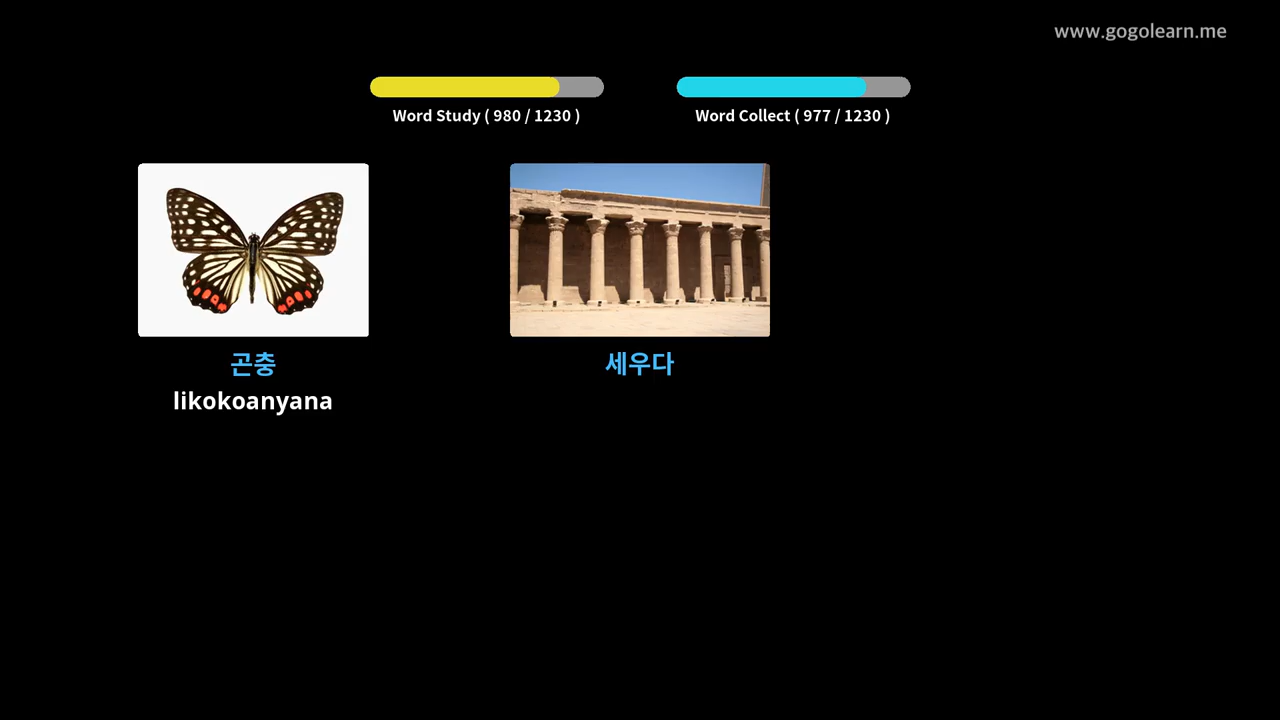 www.gogolearn.me
Word Study ( 980 / 1230 )
Word Collect ( 977 / 1230 )
곤충
likokoanyana
세우다